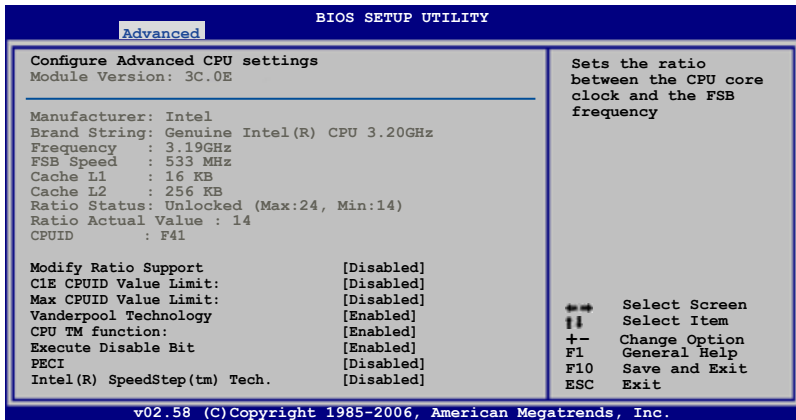 BIOS SETUP UTILITY
Advanced
Configure Advanced CPU settings
Module Version: 3C.0E
Manufacturer: Intel
Brand String: Genuine Intel(R) CPU 3.20GHz
Frequency : 3.19GHz
FSB Speed : 533 MHz
Cache L1 : 16 KB
Cache L2 : 256 KB
Ratio Status: Unlocked (Max:24, Min:14)
Ratio Actual Value : 14
CPUID : F41
Modify Ratio Support [Disabled]
C1E CPUID Value Limit: [Disabled]
Max CPUID Value Limit: [Disabled]
Vanderpool Technology [Enabled]
CPU TM function: [Enabled]
Execute Disable Bit [Enabled]
PECI [Disabled]
Intel(R) SpeedStep(tm) Tech. [Disabled]
Sets the ratio
between the CPU core
clock and the FSB
frequency
←→ Select Screen
↑↓ Select Item
+- Change Option
F1 General Help
F10 Save and Exit
ESC Exit
v02.58 (C)Copyright 1985-2006, American Megatrends, Inc.